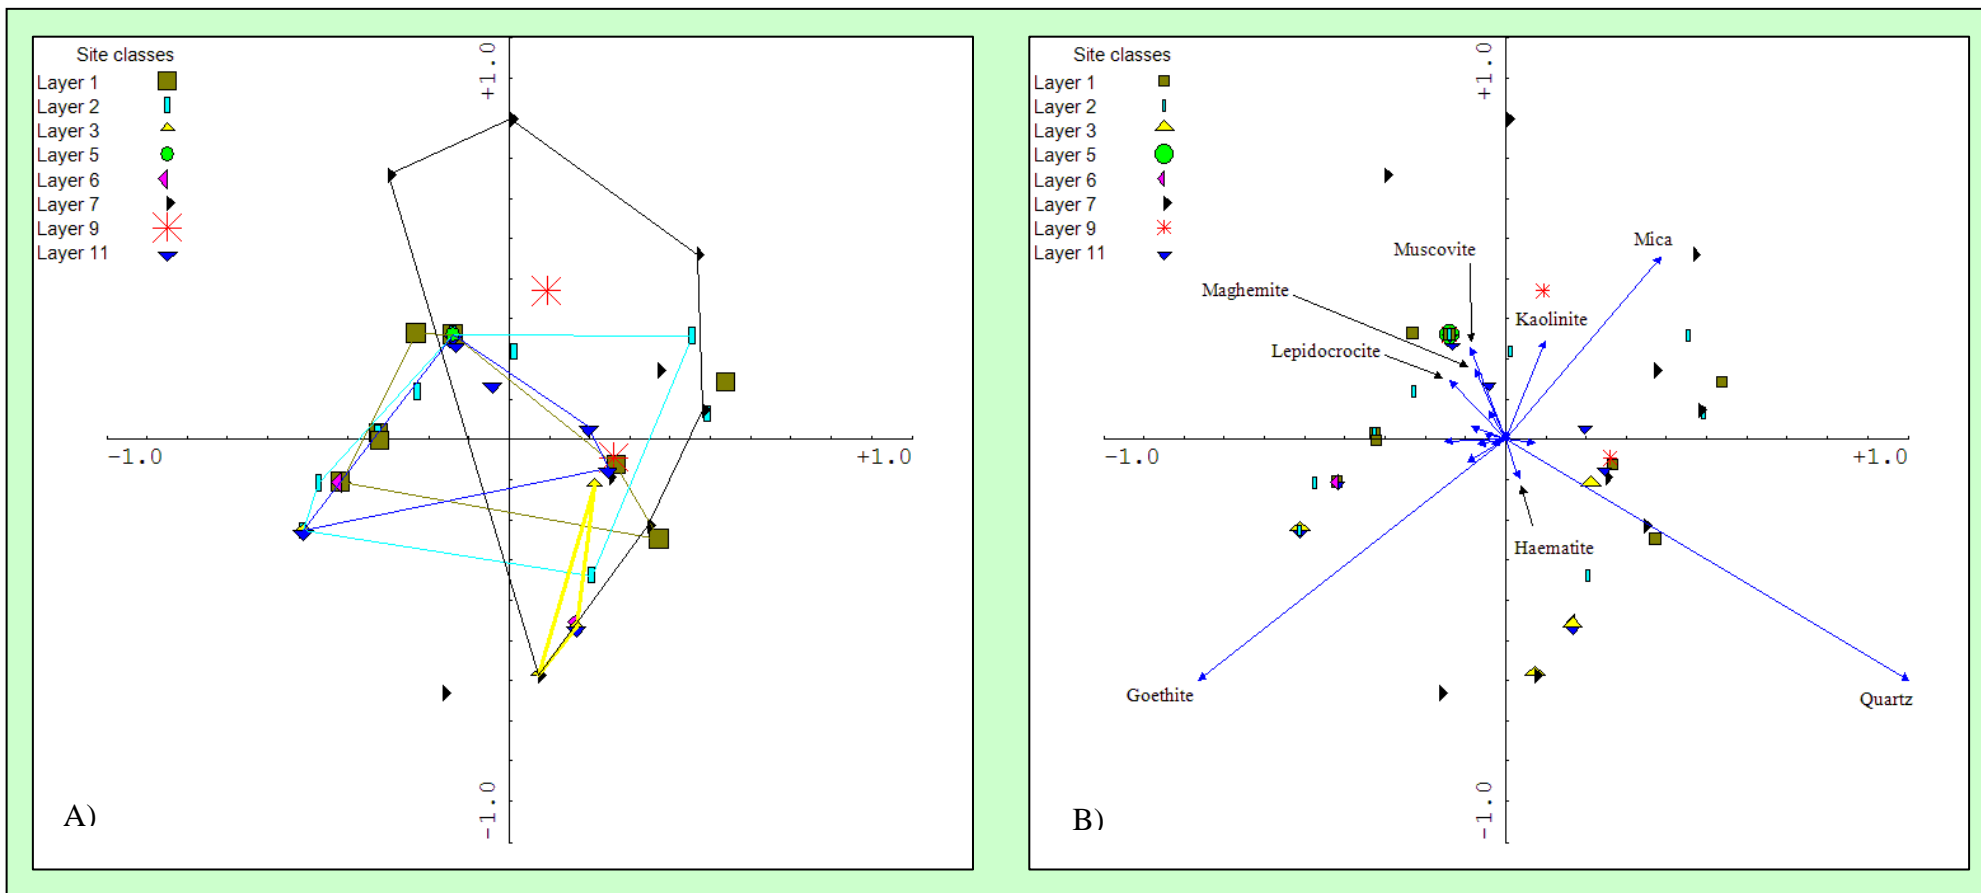 Site classes
Layer 1
Layer 2
Layer 3
Layer 5
Layer 6
Layer 7
Layer 9
Layer 11
+1.0
-1.0
+1.0
-1.0
A)
Site classes
Layer 1
Layer 2
Layer 3
Layer 5
Layer 6
Layer 7
Layer 9
Layer 11
+1.0
Muscovite
Mica
Maghemite
Kaolinite
Lepidocrocite
-1.0
+1.0
Haematite
Goethite
Quartz
-1.0
B)